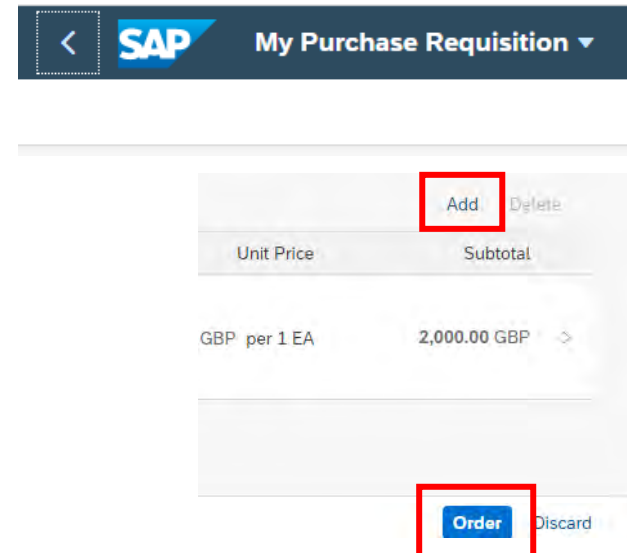 SAP My Purchase Requisition
Add Delete
Unit Price Subtotal
GBP per 1 EA 2,000.00 GBP
Order Discard